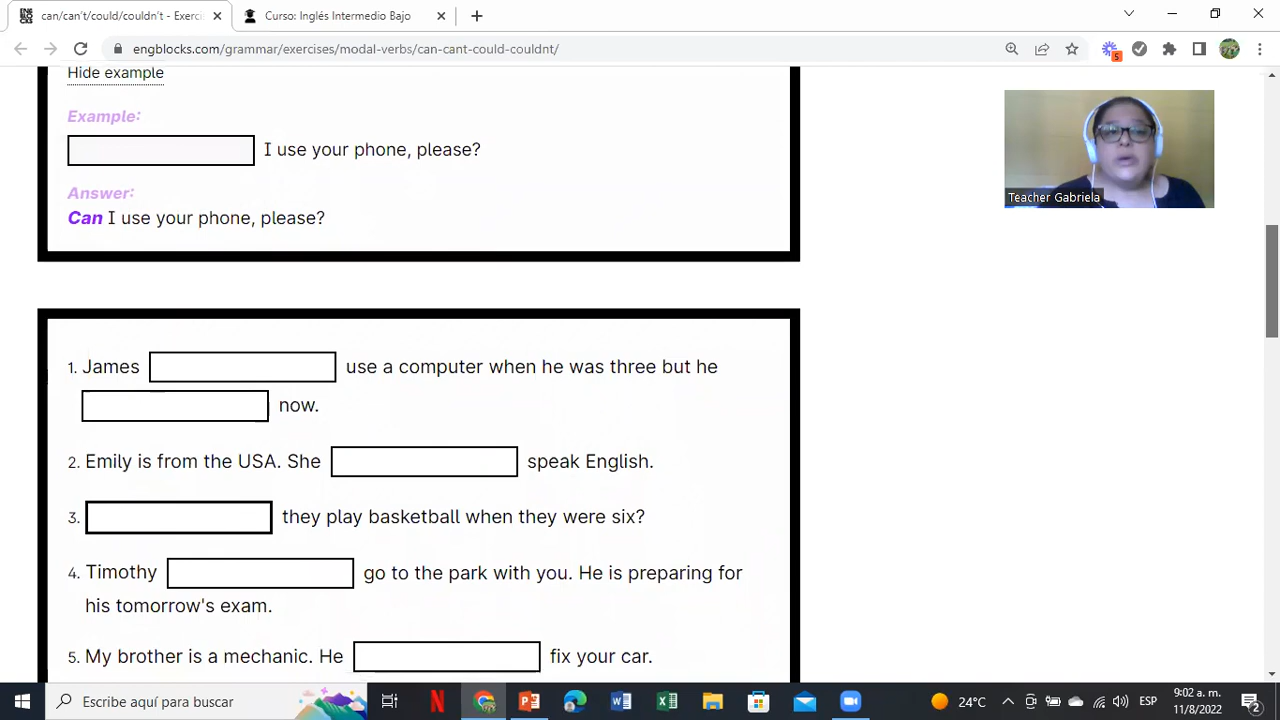 can/can't/could/couldn't - Exerci
Curso: Inglés Intermedio Bajo
engblocks.com/grammar/exercises/modal-verbs/can-cant-could-couldnt/
5
Hide example
Example:
I use your phone, please?
Answer:
Can I use your phone, please?
Teacher Gabriela
1. James use a computer when he was three but he
now.
2. Emily is from the USA. She speak English.
3. they play basketball when they were six?
4. Timothy go to the park with you. He is preparing for
his tomorrow's exam.
5. My brother is a mechanic. He fix your car.
Escribe aquí para buscar
24°C ESP 9:02 a. m.
11/8/2022 2